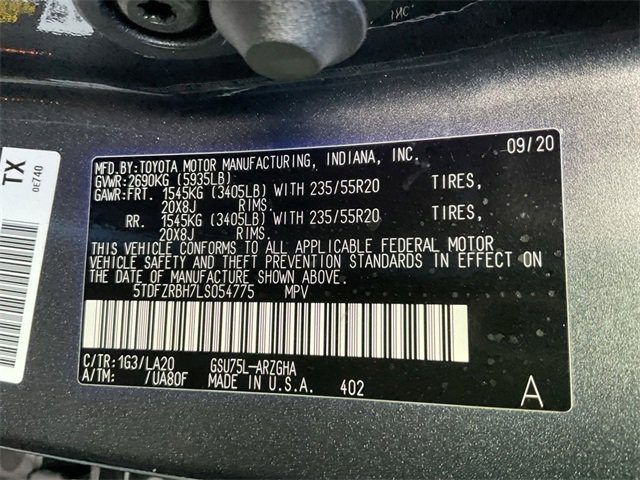 TX
0E740
MFD.BY:TOYOTA MOTOR MANUFACTURING, INDIANA, INC. 09/20
GVWR:2690KG (5935LB)
GAWR:FRT. 1545KG (3405LB) WITH 235/55R20 TIRES,
20X8J RIMS.
RR. 1545KG (3405LB) WITH 235/55R20 TIRES,
20X8J RIMS.
THIS VEHICLE CONFORMS TO ALL APPLICABLE FEDERAL MOTOR
VEHICLE SAFETY AND THEFT PREVENTION STANDARDS IN EFFECT ON
THE DATE OF MANUFACTURE SHOWN ABOVE.
5TDFZRBH7LS054775 MPV
C/TR:1G3/LA20 GSU75L-ARZGHA
A/TM: /UA80F MADE IN U.S.A. 402
A